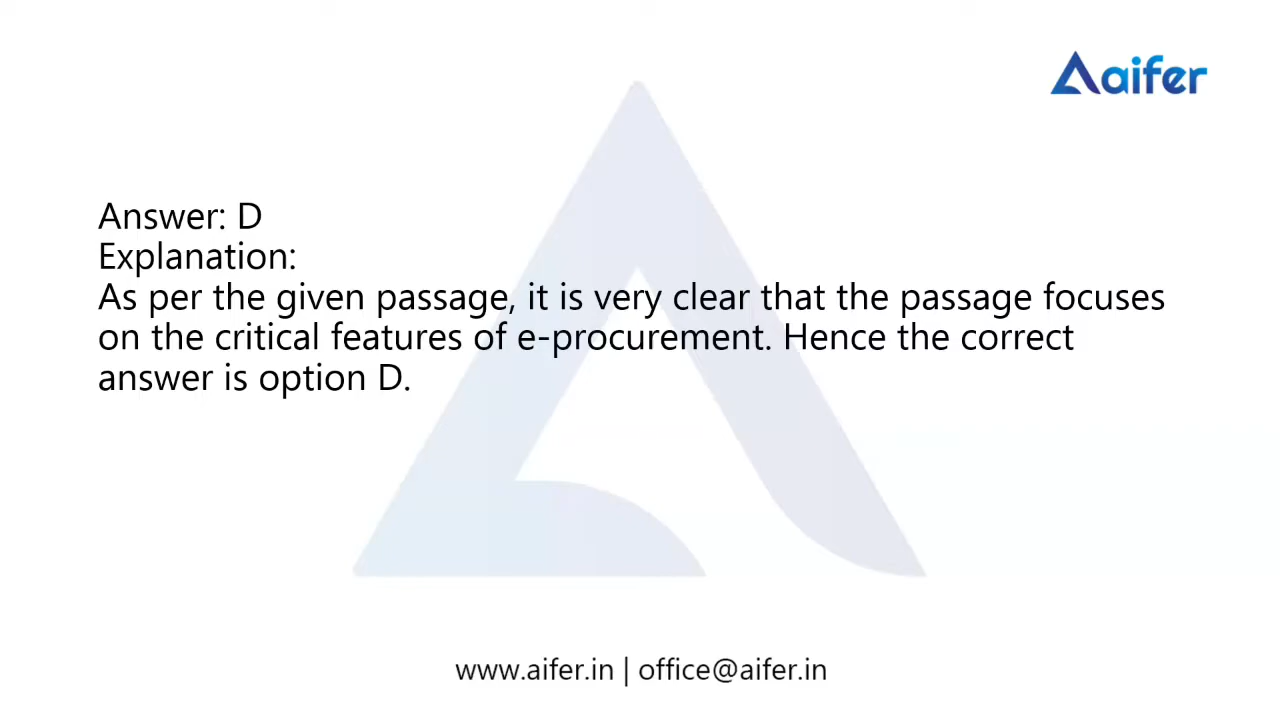 aifer
Answer: D
Explanation:
As per the given passage, it is very clear that the passage focuses
on the critical features of e-procurement. Hence the correct
answer is option D.
www.aifer.in | office@aifer.in